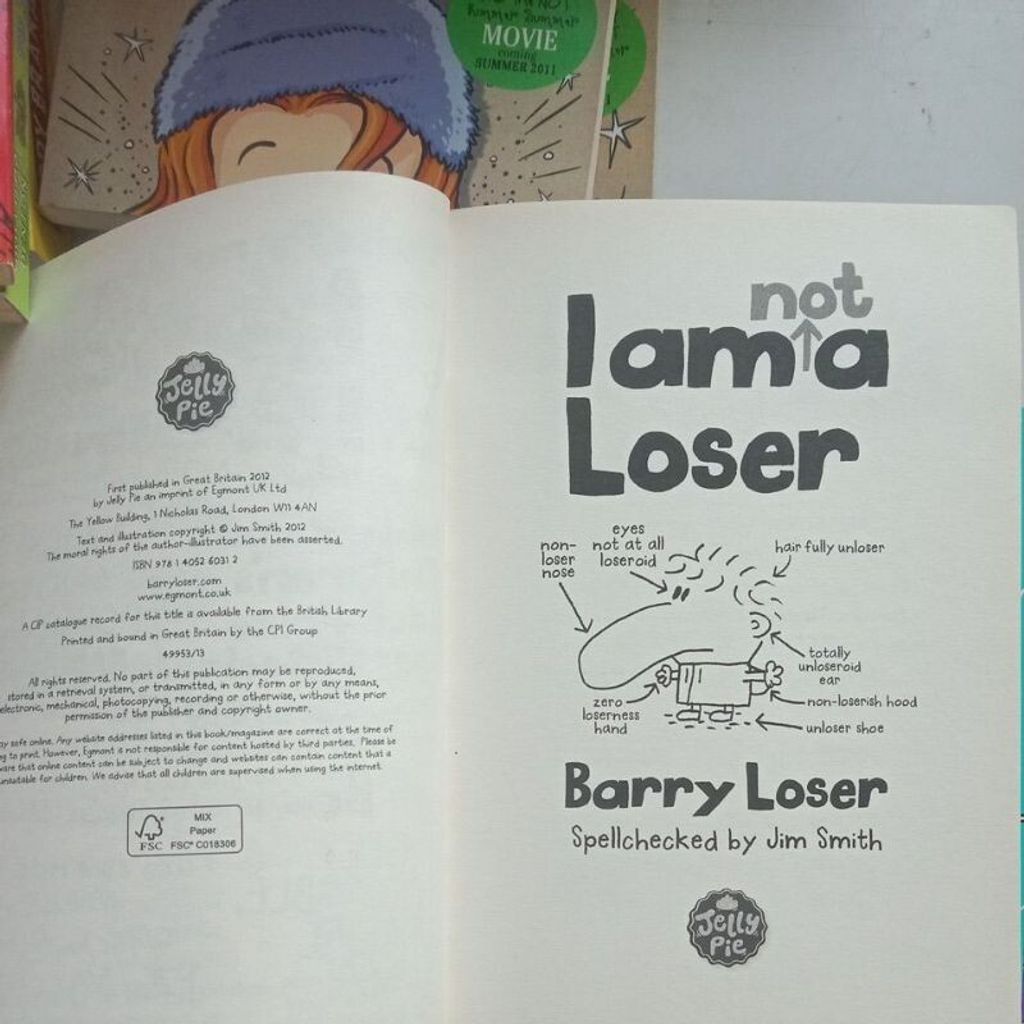 MOVIE
coming
SUMMER 2011
Jelly
Pie
First published in Great Britain 2012
by Jelly Pie an imprint of Egmont UK Ltd
The Yellow Building, 1 Nicholas Road, London W11 4AN
Text and illustration copyright © Jim Smith 2012
The moral rights of the author-illustrator have been asserted.
ISBN 978 1 4052 6031 2
barryloser.com
www.egmont.co.uk
A CIP catalogue record for this title is available from the British Library
Printed and bound in Great Britain by the CPI Group
49953/13
All rights reserved. No part of this publication may be reproduced,
stored in a retrieval system, or transmitted, in any form or by any means,
electronic, mechanical, photocopying, recording or otherwise, without the prior
permission of the publisher and copyright owner.
safe online. Any website addresses listed in this book/magazine are correct at the time of
to print. However, Egmont is not responsible for content hosted by third parties. Please be
that online content can be subject to change and websites can contain content that is
unsuitable for children. We advise that all children are supervised when using the internet.
FSC
MIX
Paper
FSC® C018306
not
I am a
Loser
non-
loser
nose
eyes
not at all
loseroid
hair fully unloser
totally
unloseroid
ear
zero
loserness
hand
non-loserish hood
unloser shoe
Barry Loser
Spellchecked by Jim Smith
Jelly
Pie